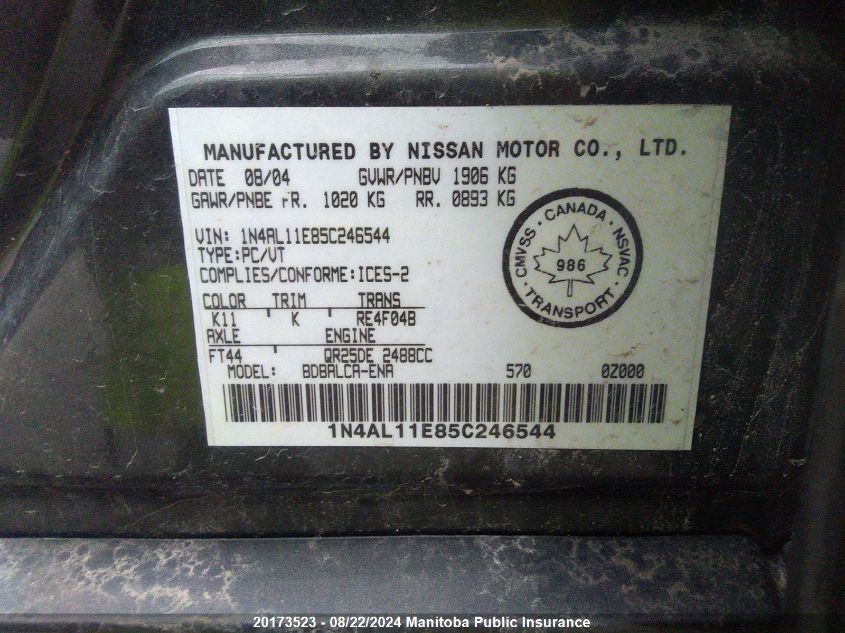 MANUFACTURED BY NISSAN MOTOR CO., LTD.
DATE 08/04 GVWR/PNBV 1906 KG
GAWR/PNBE FR. 1020 KG RR. 0893 KG
VIN: 1N4AL11E85C246544
TYPE:PC/VT
COMPLIES/CONFORME:ICES-2
CANADA · NSVAC · TRANSPORT · CMVSS ·
986
COLOR TRIM TRANS
K11 ' K ' RE4F04B
AXLE ENGINE
FT44 ' QR25DE 2488CC
MODEL: BDBALCA-ENA 570 0Z000
1N4AL11E85C246544
20173523 - 08/22/2024 Manitoba Public Insurance